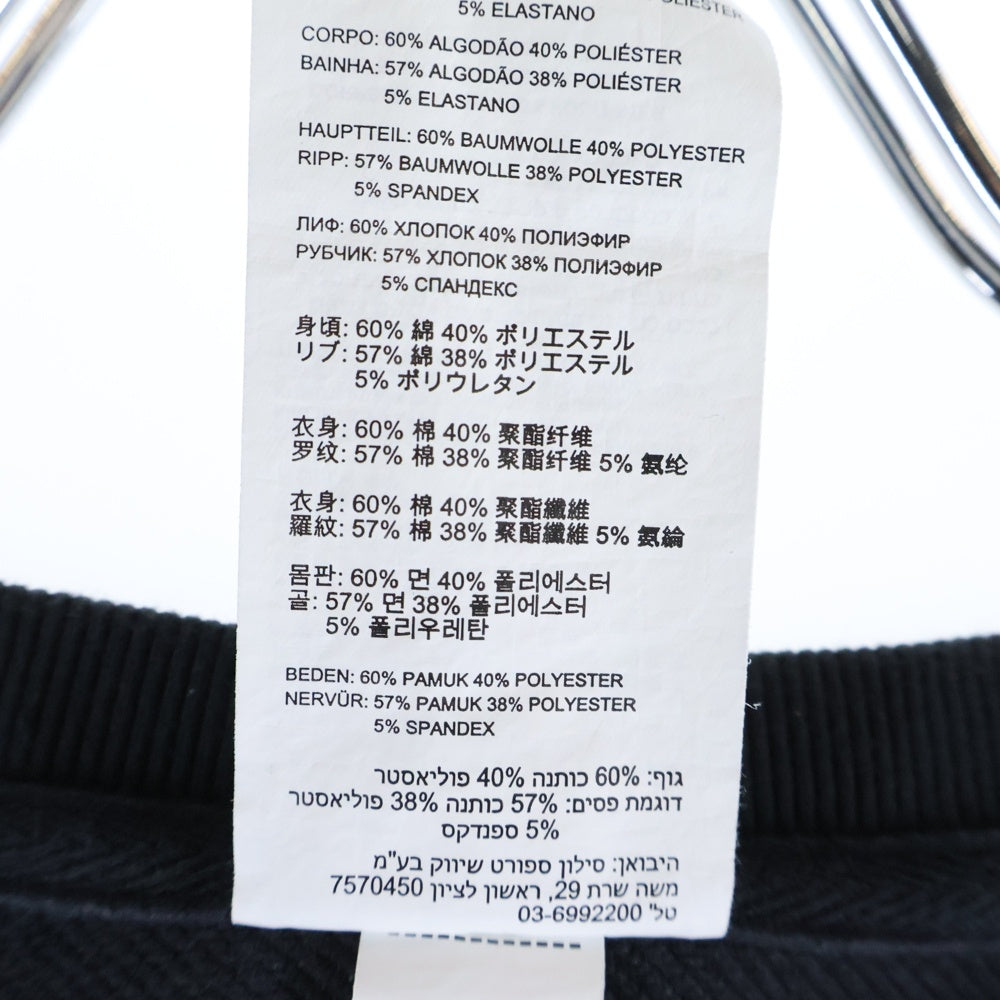 POLIÉSTER
5% ELASTANO
CORPO: 60% ALGODÃO 40% POLIÉSTER
BAINHA: 57% ALGODÃO 38% POLIÉSTER
5% ELASTANO
HAUPTTEIL: 60% BAUMWOLLE 40% POLYESTER
RIPP: 57% BAUMWOLLE 38% POLYESTER
5% SPANDEX
ЛИФ: 60% ХЛОПОК 40% ПОЛИЭФИР
РУБЧИК: 57% ХЛОПОК 38% ПОЛИЭФИР
5% СПАНДЕКС
身頃: 60% 綿 40% ポリエステル
リブ: 57% 綿 38% ポリエステル
5% ポリウレタン
衣身: 60% 棉 40% 聚酯纤维
罗纹: 57% 棉 38% 聚酯纤维 5% 氨纶
衣身: 60% 棉 40% 聚酯纖維
羅紋: 57% 棉 38% 聚酯纖維 5% 氨綸
몸판: 60% 면 40% 폴리에스터
골: 57% 면 38% 폴리에스터
5% 폴리우레탄
BEDEN: 60% PAMUK 40% POLYESTER
NERVÜR: 57% PAMUK 38% POLYESTER
5% SPANDEX
גוף: 60% כותנה 40% פוליאסטר
דוגמת פסים: 57% כותנה 38% פוליאסטר
5% ספנדקס
היבואן: סילון ספורט שיווק בע"מ
משה שרת 29, ראשון לציון 7570450
טל' 03-6992200